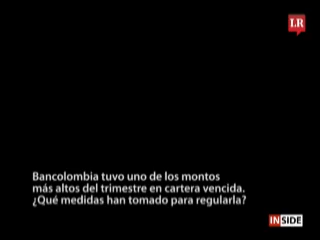 LR
Bancolombia tuvo uno de los montos
más altos del trimestre en cartera vencida.
¿Qué medidas han tomado para regularla?
INSIDE